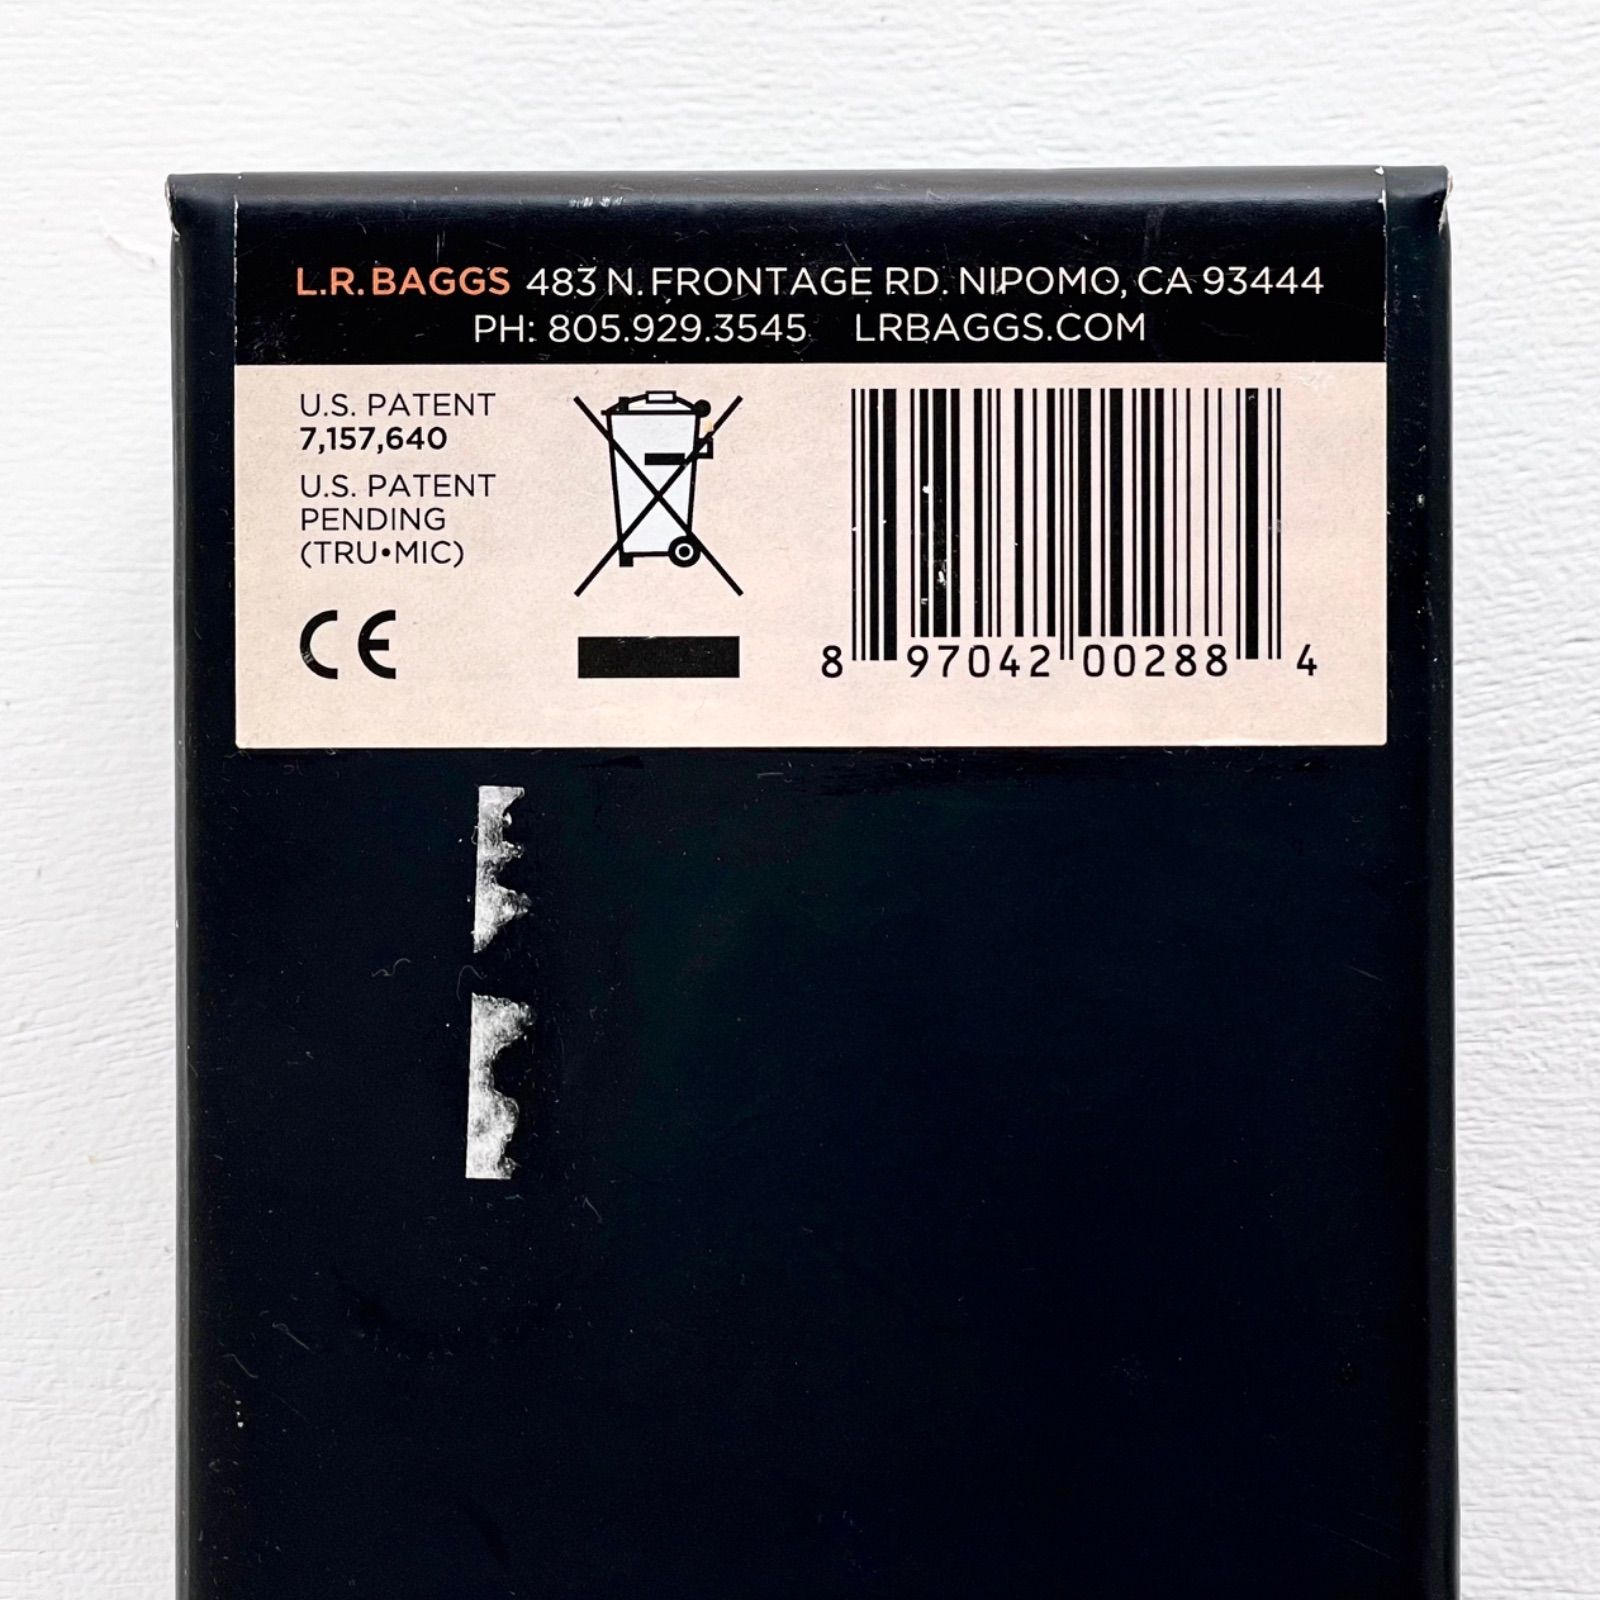 L.R. BAGGS 483 N. FRONTAGE RD. NIPOMO, CA 93444
PH: 805.929.3545 LRBAGGS.COM
U.S. PATENT
7,157,640
U.S. PATENT
PENDING
(TRU•MIC)
CE
8 97042 00288 4